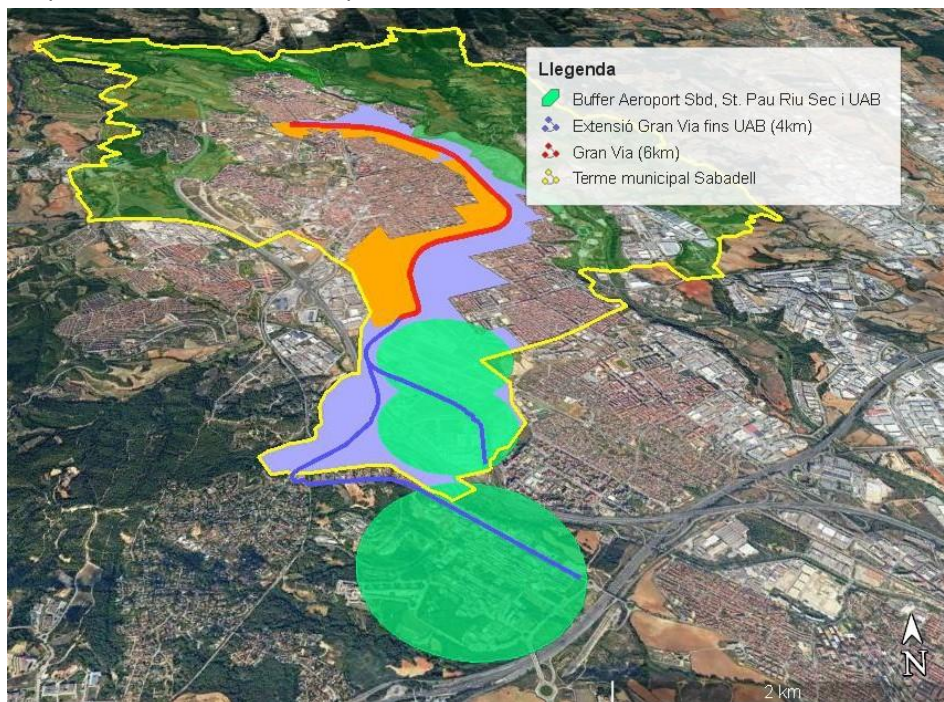 Llegenda
Buffer Aeroport Sbd, St. Pau Riu Sec i UAB
Extensió Gran Via fins UAB (4km)
Gran Via (6km)
Terme municipal Sabadell
N
2 km